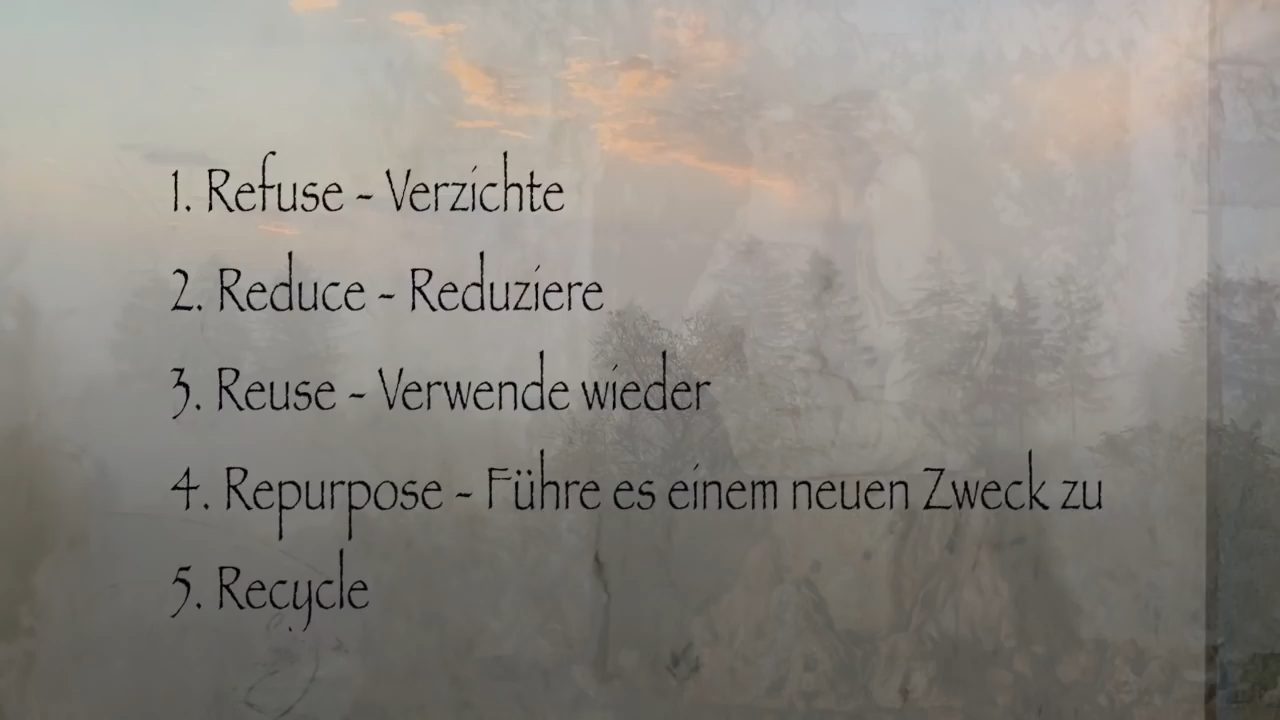 1. Refuse - Verzichte
2. Reduce - Reduziere
3. Reuse - Verwende wieder
4. Repurpose - Führe es einem neuen Zweck zu
5. Recycle